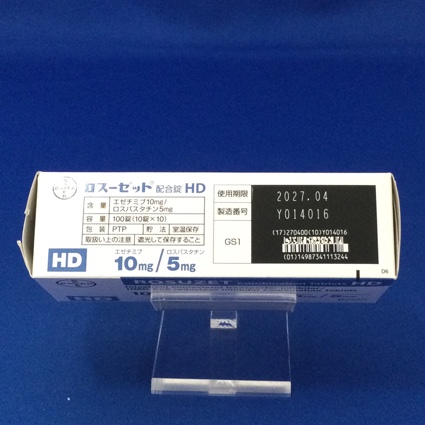 ロスーゼット® 配合錠 HD
含量 エゼチミブ10mg/
ロスバスタチン5mg
容量 100錠(10錠×10)
包装 PTP 貯法 室温保存
取扱い上の注意 遮光して保存すること
HD
エゼチミブ ロスバスタチン
10mg/5mg
使用期限 2027.04
製造番号 Y014016
GS1
(17)270400(10)Y014016
(01)14987341113244
D6
ROSUZET Combination Tablets HD